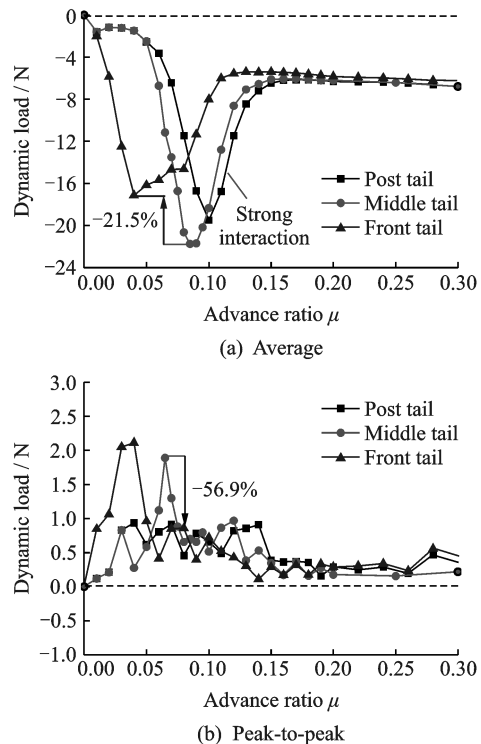 0
−4
−8
−12
−16
−20
−24
Dynamic load / N
−21.5%
Strong
interaction
Post tail
Middle tail
Front tail
0.00 0.05 0.10 0.15 0.20 0.25 0.30
Advance ratio μ
(a) Average
3.0
2.5
2.0
1.5
1.0
0.5
0.0
−0.5
−1.0
Dynamic load / N
−56.9%
Post tail
Middle tail
Front tail
0.00 0.05 0.10 0.15 0.20 0.25 0.30
Advance ratio μ
(b) Peak-to-peak